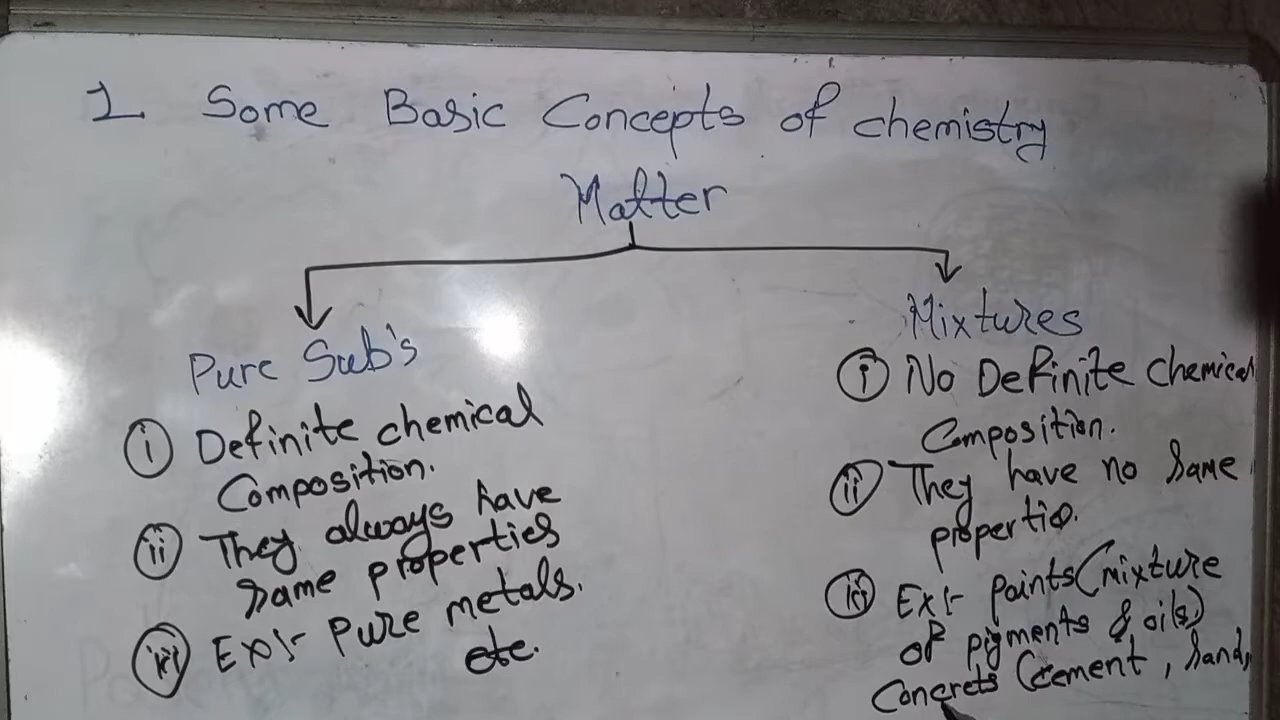 1. Some Basic Concepts of chemistry
Matter
Pure Sub's
i Definite chemical
Composition.
ii They always have
same properties
iii Ex:- Pure metals.
etc.
Mixtures
i No Definite chemical
Composition.
ii They have no same
properties.
iii Ex:- paints (mixture
of pigments & oils)
Concrets (cement, sand,